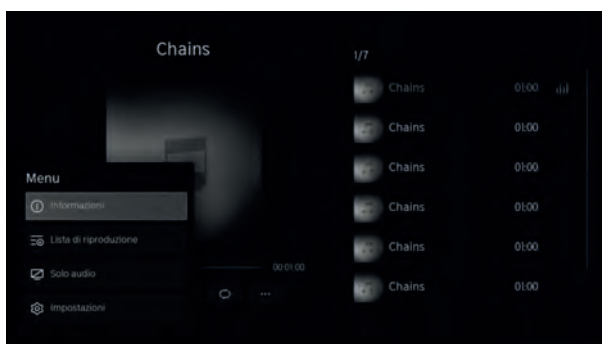 Chains
1/7
Chains 01:00
Chains 01:00
Chains 01:00
Chains 01:00
Chains 01:00
Chains 01:00
Menu
Informazioni
Lista di riproduzione
Solo audio
Impostazioni
00:01:00